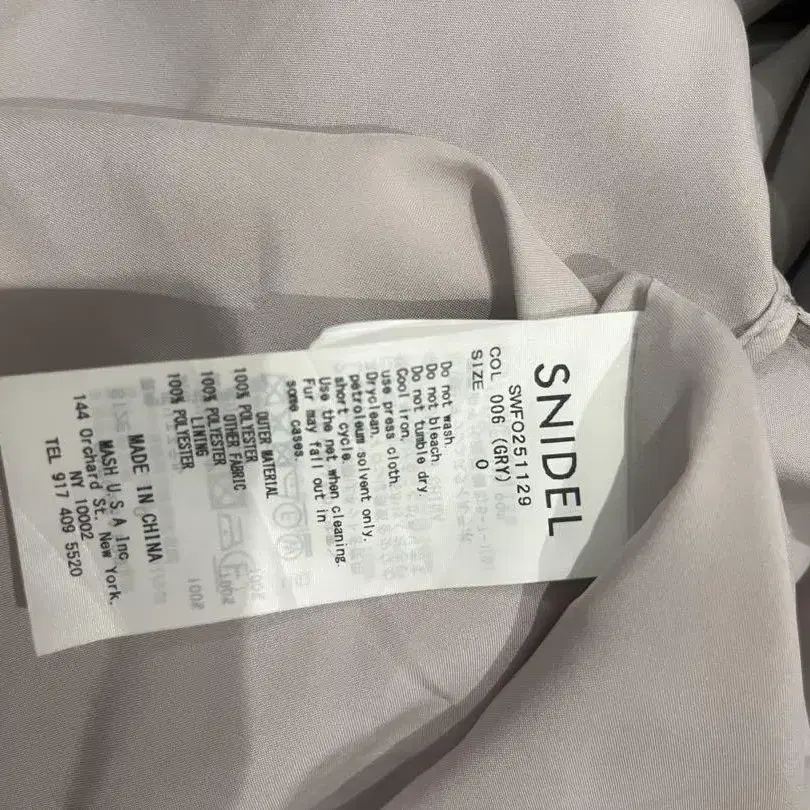 SNIDEL
SWFO251129
COL 006 (GRY)
SIZE 0
Do not wash.
Do not bleach.
Do not tumble dry.
Cool iron.
use press cloth.
Dryclean.
petroleum solvent only.
short cycle.
Use the net when cleaning.
Fur may fall out in
some cases.
OUTER MATERIAL
100% POLYESTER
OTHER FABRIC
100% POLYESTER
LINING
100% POLYESTER
MADE IN CHINA
MASH U.S.A Inc
144 Orchard St. New York.
NY 10002
TEL 917 409 5520